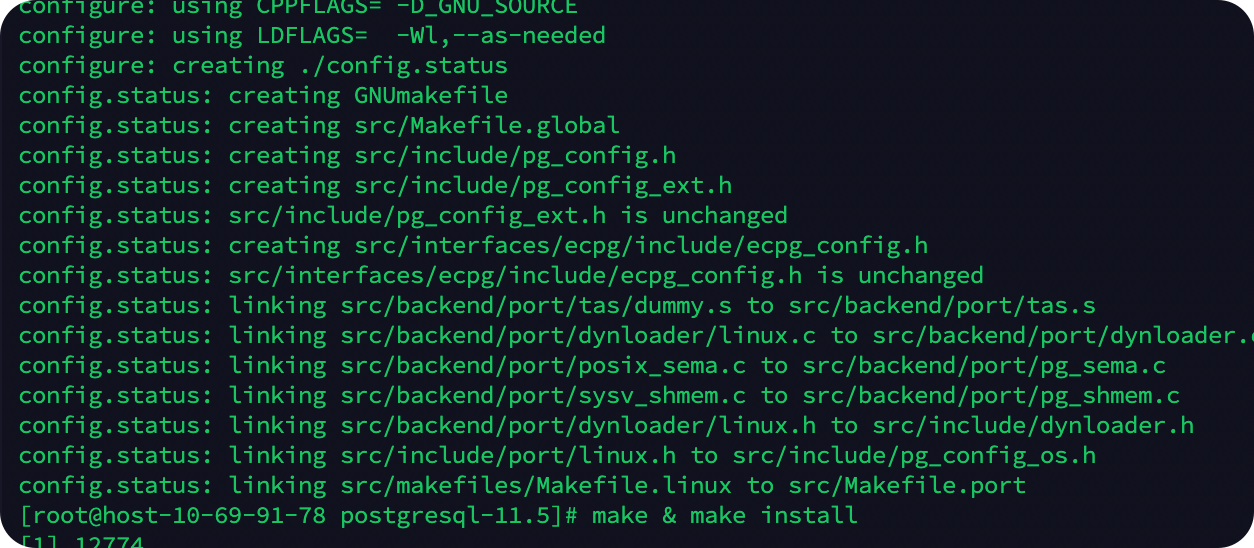 configure: using CPPFLAGS= -D_GNU_SOURCE
configure: using LDFLAGS=  -Wl,--as-needed
configure: creating ./config.status
config.status: creating GNUmakefile
config.status: creating src/Makefile.global
config.status: creating src/include/pg_config.h
config.status: creating src/include/pg_config_ext.h
config.status: src/include/pg_config_ext.h is unchanged
config.status: creating src/interfaces/ecpg/include/ecpg_config.h
config.status: src/interfaces/ecpg/include/ecpg_config.h is unchanged
config.status: linking src/backend/port/tas/dummy.s to src/backend/port/tas.s
config.status: linking src/backend/port/dynloader/linux.c to src/backend/port/dynloader.c
config.status: linking src/backend/port/posix_sema.c to src/backend/port/pg_sema.c
config.status: linking src/backend/port/sysv_shmem.c to src/backend/port/pg_shmem.c
config.status: linking src/backend/port/dynloader/linux.h to src/include/dynloader.h
config.status: linking src/include/port/linux.h to src/include/pg_config_os.h
config.status: linking src/makefiles/Makefile.linux to src/Makefile.port
[root@host-10-69-91-78 postgresql-11.5]# make & make install
[1] 12774